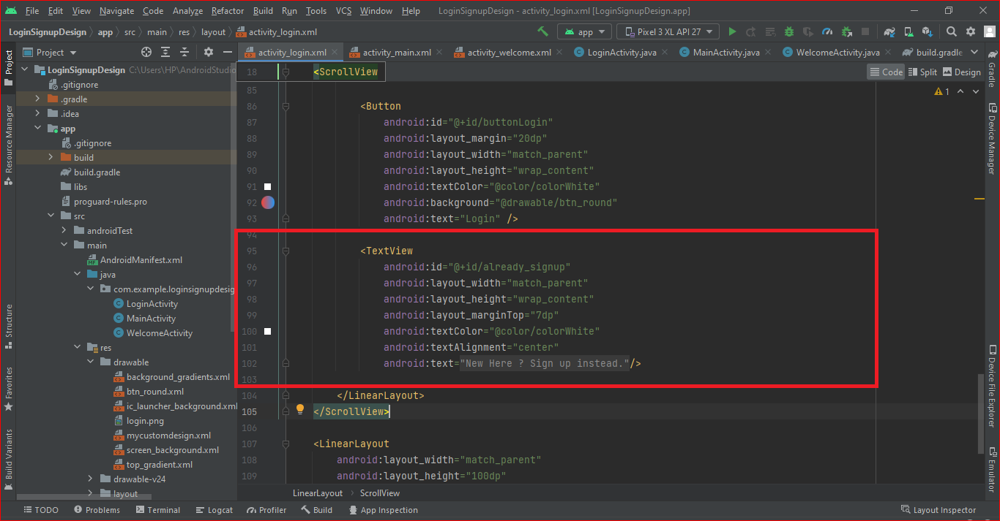 File Edit View Navigate Code Analyze Refactor Build Run Tools VCS Window Help LoginSignupDesign - activity_login.xml [LoginSignupDesign.app]
LoginSignupDesign app src main res layout activity_login.xml app Pixel 3 XL API 27
Project activity_login.xml activity_main.xml activity_welcome.xml LoginActivity.java MainActivity.java WelcomeActivity.java build.gradle
Code Split Design
1
Project
Resource Manager
Structure
Favorites
Build Variants
LoginSignupDesign C:\Users\HP\AndroidStudio
.gitignore
.gradle
.idea
app
.gitignore
build
build.gradle
libs
proguard-rules.pro
src
androidTest
main
AndroidManifest.xml
java
com.example.loginsignupdesig
LoginActivity
MainActivity
WelcomeActivity
res
drawable
background_gradients.xml
btn_round.xml
ic_launcher_background.xml
login.png
mycustomdesign.xml
screen_background.xml
top_gradient.xml
drawable-v24
layout
18 <ScrollView
85
86 <Button
87 android:id="@+id/buttonLogin"
88 android:layout_margin="20dp"
89 android:layout_width="match_parent"
90 android:layout_height="wrap_content"
91 android:textColor="@color/colorWhite"
92 android:background="@drawable/btn_round"
93 android:text="Login" />
94
95 <TextView
96 android:id="@+id/already_signup"
97 android:layout_width="match_parent"
98 android:layout_height="wrap_content"
99 android:layout_marginTop="7dp"
100 android:textColor="@color/colorWhite"
101 android:textAlignment="center"
102 android:text="New Here ? Sign up instead."/>
103
104 </LinearLayout>
105 </ScrollView>
106
107 <LinearLayout
108 android:layout_width="match_parent"
109 android:layout_height="100dp"
LinearLayout ScrollView
Gradle
Device Manager
Device File Explorer
Emulator
TODO Problems Terminal Logcat Profiler Build App Inspection Layout Inspector